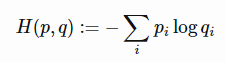 H(p, q) := − ∑_i p_i log q_i